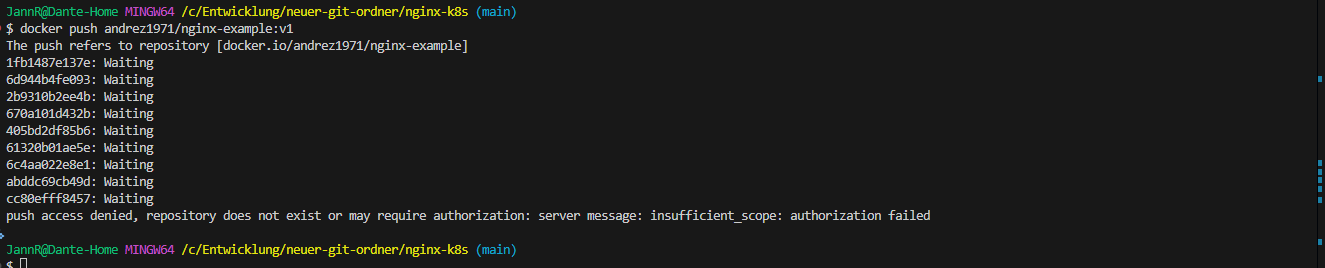 JannR@Dante-Home MINGW64 /c/Entwicklung/neuer-git-ordner/nginx-k8s (main)
$ docker push andrez1971/nginx-example:v1
The push refers to repository [docker.io/andrez1971/nginx-example]
1fb1487e137e: Waiting
6d944b4fe093: Waiting
2b9310b2ee4b: Waiting
670a101d432b: Waiting
405bd2df85b6: Waiting
61320b01ae5e: Waiting
6c4aa022e8e1: Waiting
abddc69cb49d: Waiting
cc80efff8457: Waiting
push access denied, repository does not exist or may require authorization: server message: insufficient_scope: authorization failed
JannR@Dante-Home MINGW64 /c/Entwicklung/neuer-git-ordner/nginx-k8s (main)
$